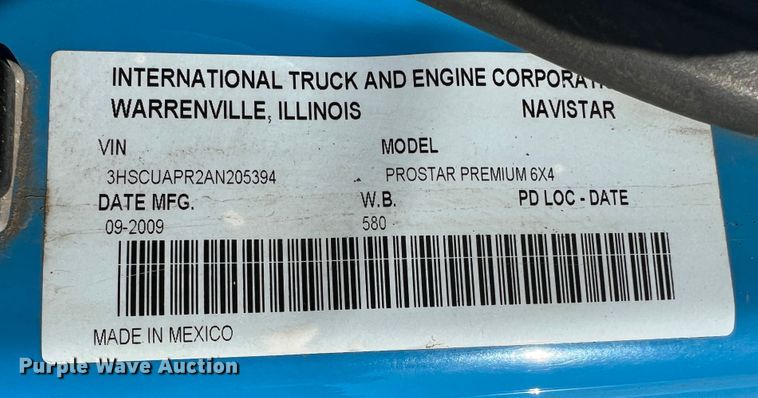 INTERNATIONAL TRUCK AND ENGINE
WARRENVILLE, ILLINOIS NAVISTAR
VIN MODEL
3HSCUAPR2AN205394 PROSTAR PREMIUM 6X4
DATE MFG. W.B. PD LOC - DATE
09-2009 580
MADE IN MEXICO
Purple Wave Auction